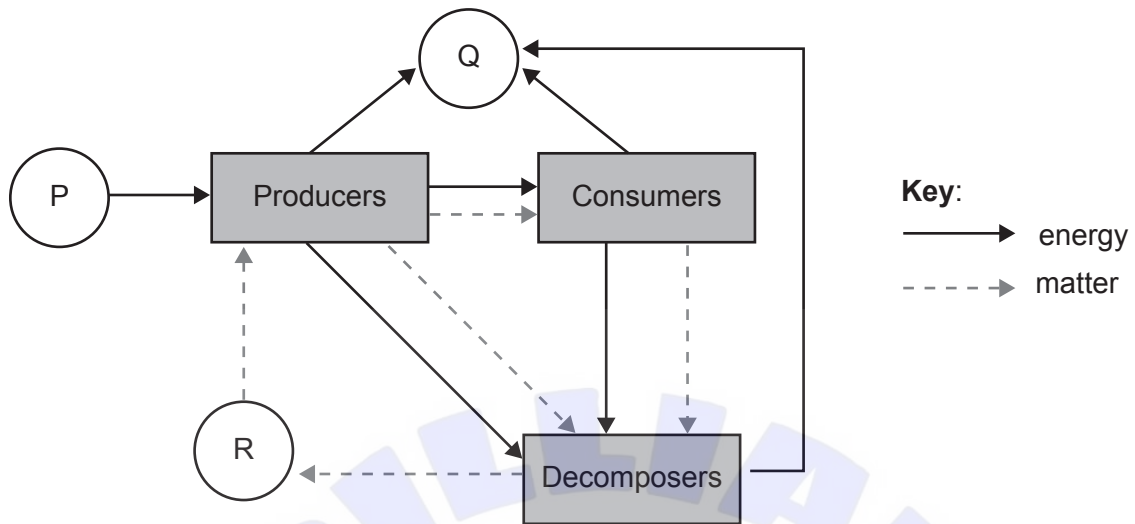 Q
P
Producers
Consumers
Key:
energy
matter
R
Decomposers